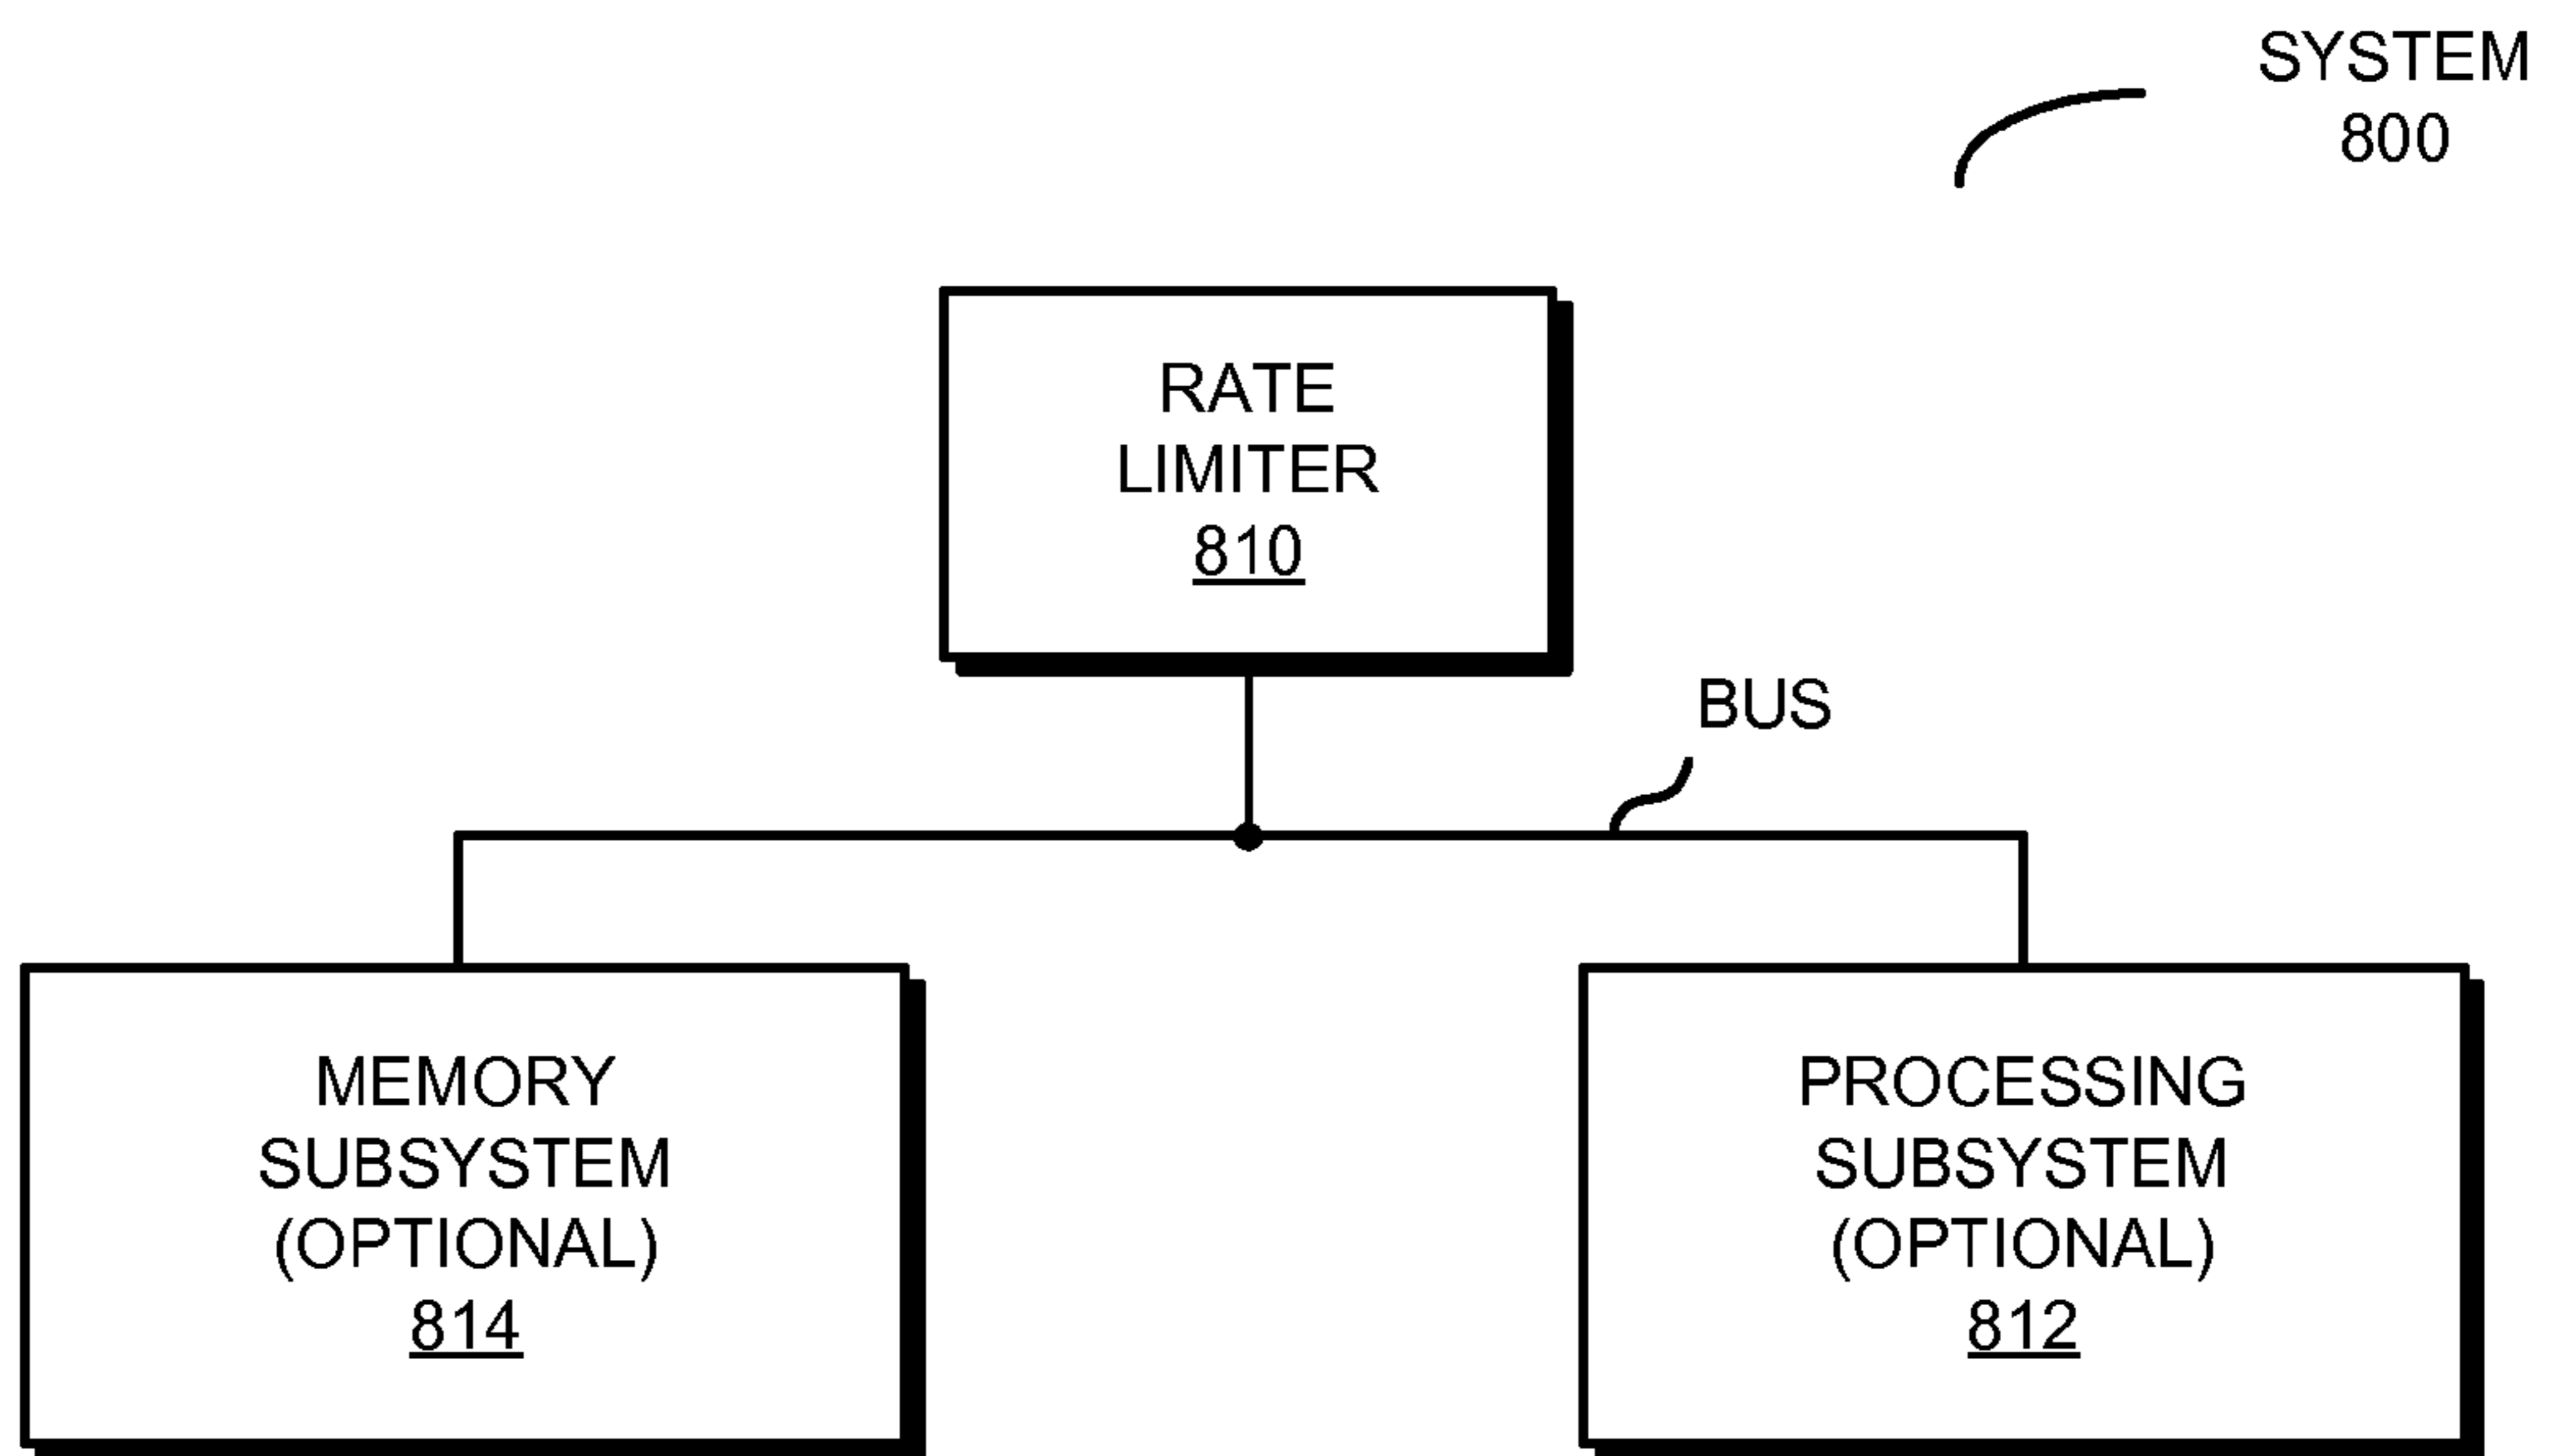 SYSTEM
800
RATE
LIMITER
810
BUS
MEMORY
SUBSYSTEM
(OPTIONAL)
814
PROCESSING
SUBSYSTEM
(OPTIONAL)
812